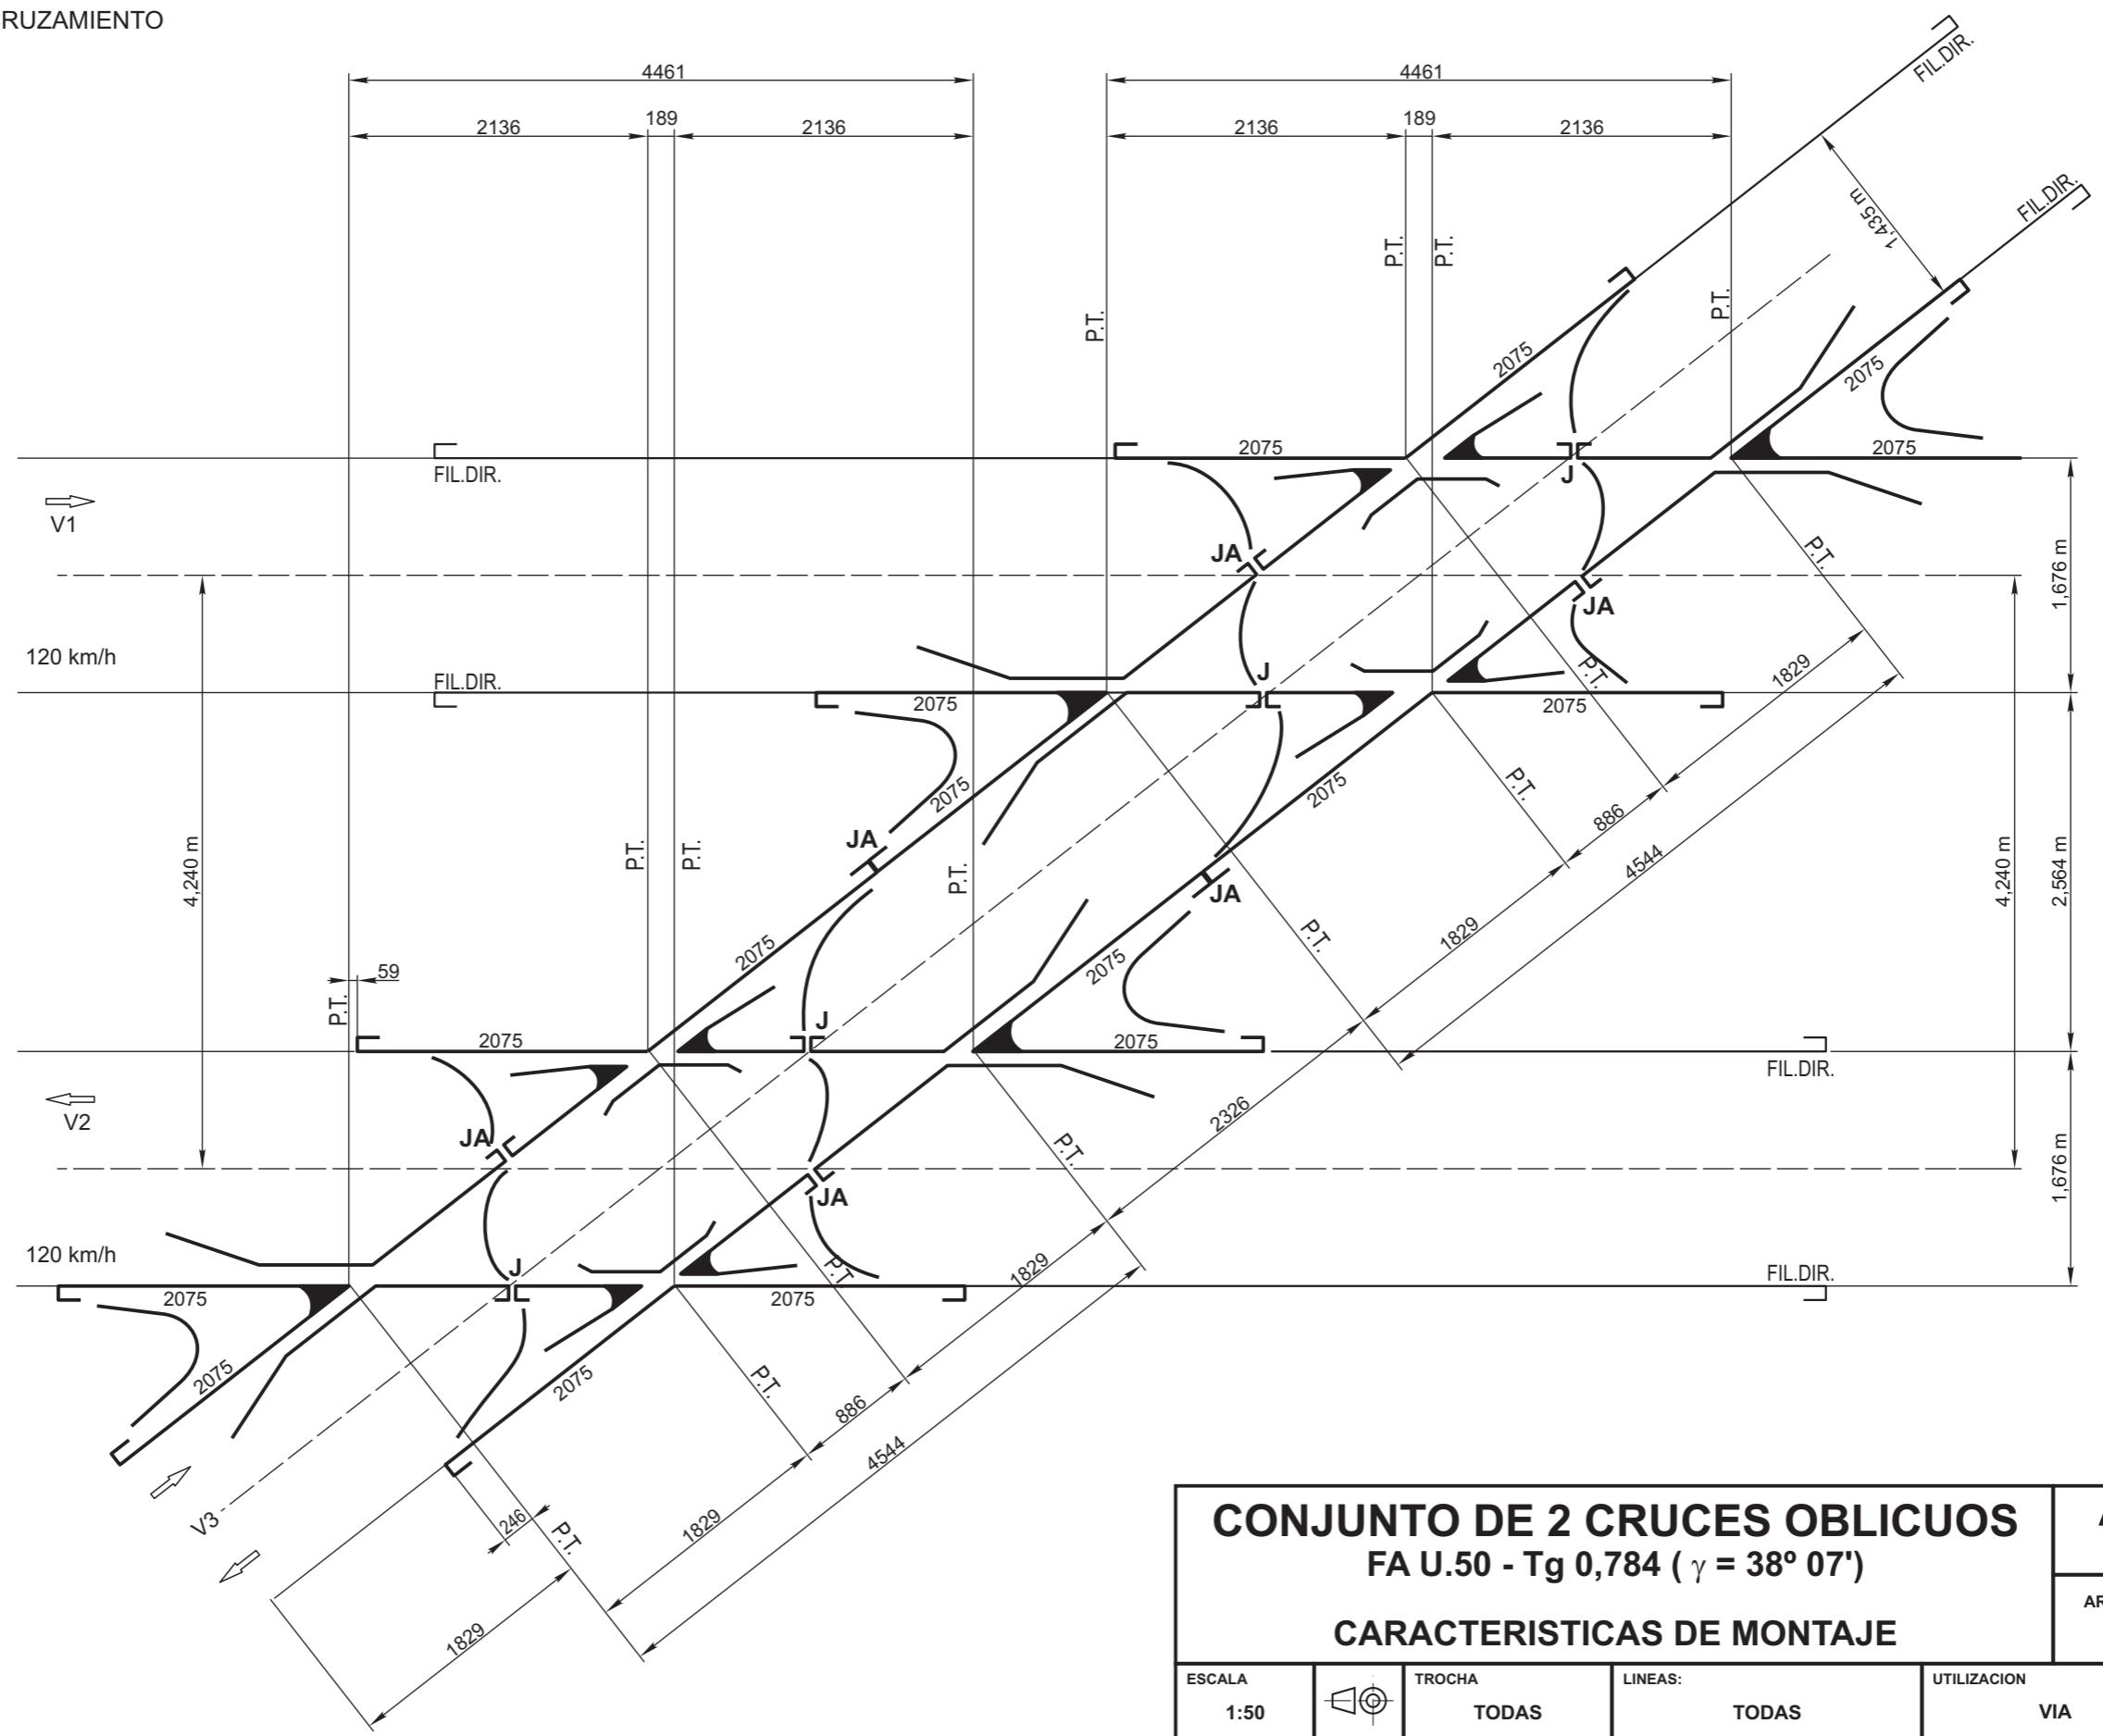 RUZAMIENTO
4461
4461
2136
189
2136
2136
189
2136
FIL.DIR.
FIL.DIR.
1,435 m
P.T.
P.T.
P.T.
P.T.
2075
2075
2075
2075
FIL.DIR.
J
V1
JA
P.T.
1,676 m
JA
120 km/h
FIL.DIR.
J
P.T.
1829
2075
2075
2075
2075
P.T.
886
4544
4,240 m
P.T.
P.T.
JA
P.T.
4,240 m
2,564 m
JA
P.T.
1829
2075
2075
59
P.T.
2075
J
2075
FIL.DIR.
V2
JA
2326
P.T.
1,676 m
JA
120 km/h
J
P.T
1829
FIL.DIR.
2075
2075
2075
2075
P.T.
886
4544
V3
246
P.T.
1829
1829
CONJUNTO DE 2 CRUCES OBLICUOS
FA U.50 - Tg 0,784 ( γ = 38º 07')
CARACTERISTICAS DE MONTAJE
AR
ESCALA
1:50
TROCHA
TODAS
LINEAS:
TODAS
UTILIZACION
VIA